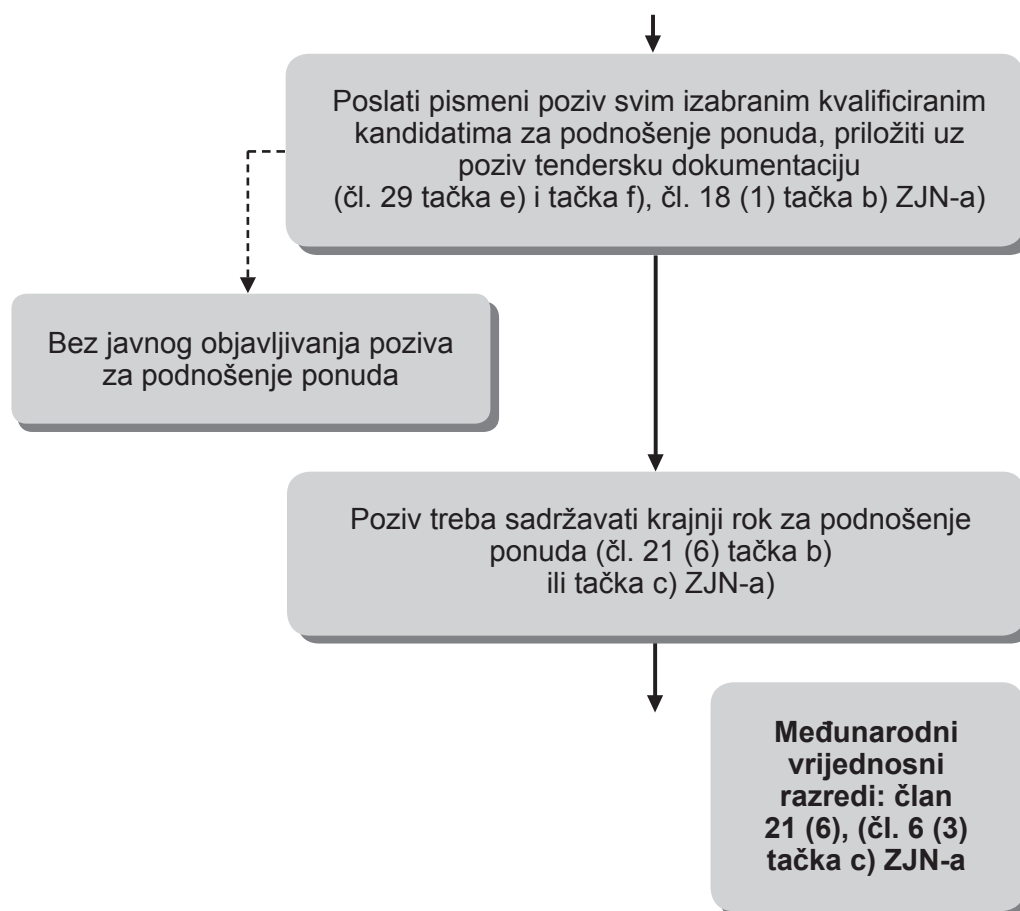 Poslati pismeni poziv svim izabranim kvalificiranim
kandidatima za podnošenje ponuda, priložiti uz
poziv tendersku dokumentaciju
(čl. 29 tačka e) i tačka f), čl. 18 (1) tačka b) ZJN-a)
Bez javnog objavljivanja poziva
za podnošenje ponuda
Poziv treba sadržavati krajnji rok za podnošenje
ponuda (čl. 21 (6) tačka b)
ili tačka c) ZJN-a)
Međunarodni
vrijednosni
razredi: član
21 (6), (čl. 6 (3)
tačka c) ZJN-a